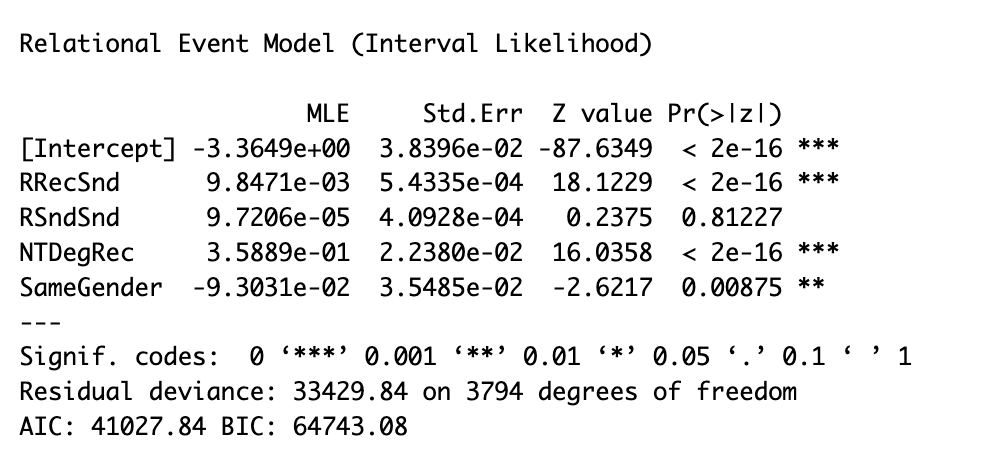 Relational Event Model (Interval Likelihood)
MLE Std.Err Z value Pr(>|z|)
[Intercept] -3.3649e+00 3.8396e-02 -87.6349 < 2e-16 ***
RRecSnd 9.8471e-03 5.4335e-04 18.1229 < 2e-16 ***
RSndSnd 9.7206e-05 4.0928e-04 0.2375 0.81227
NTDegRec 3.5889e-01 2.2380e-02 16.0358 < 2e-16 ***
SameGender -9.3031e-02 3.5485e-02 -2.6217 0.00875 **
---
Signif. codes: 0 ‘***’ 0.001 ‘**’ 0.01 ‘*’ 0.05 ‘.’ 0.1 ‘ ’ 1
Residual deviance: 33429.84 on 3794 degrees of freedom
AIC: 41027.84 BIC: 64743.08